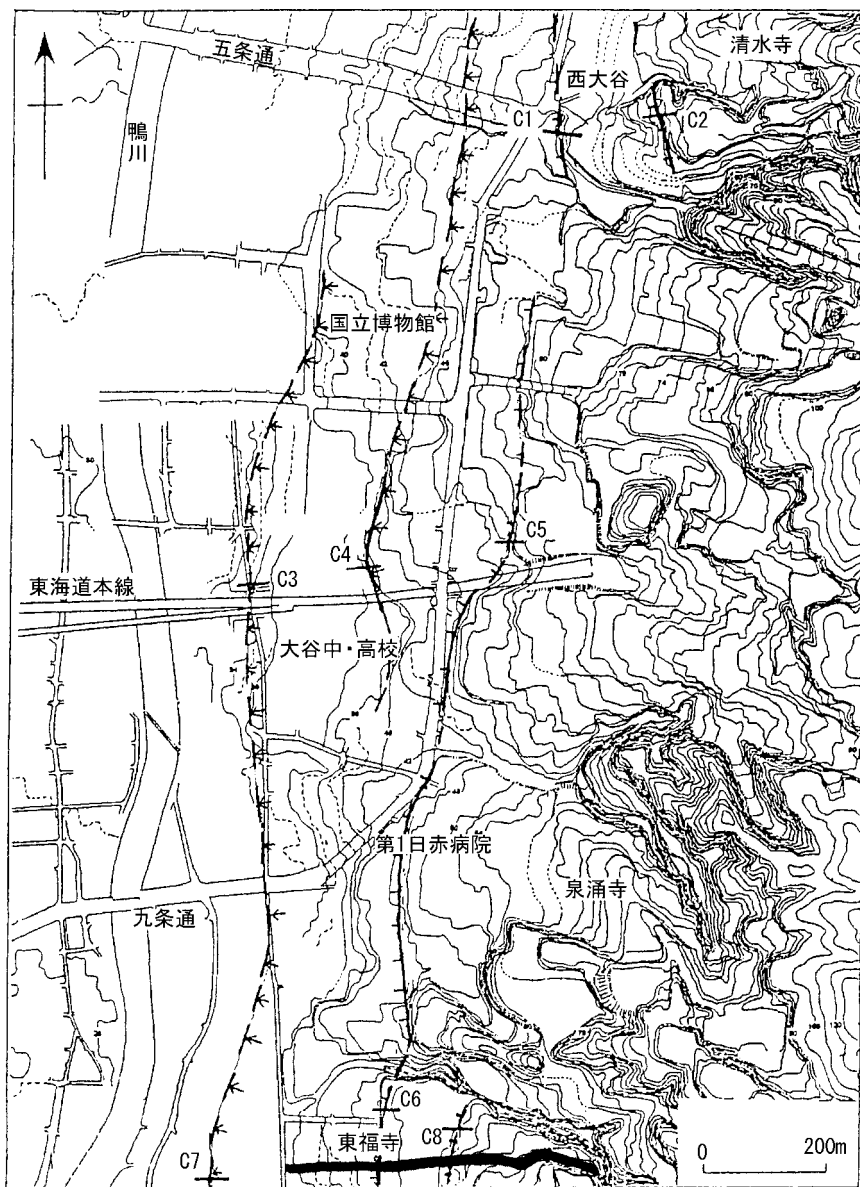 五条通
清水寺
西大谷
鴨川
C1
C2
国立博物館
C5
C4
C3
東海道本線
大谷中・高校
第1日赤病院
泉涌寺
九条通
C6
東福寺
C8
C7
0 200m